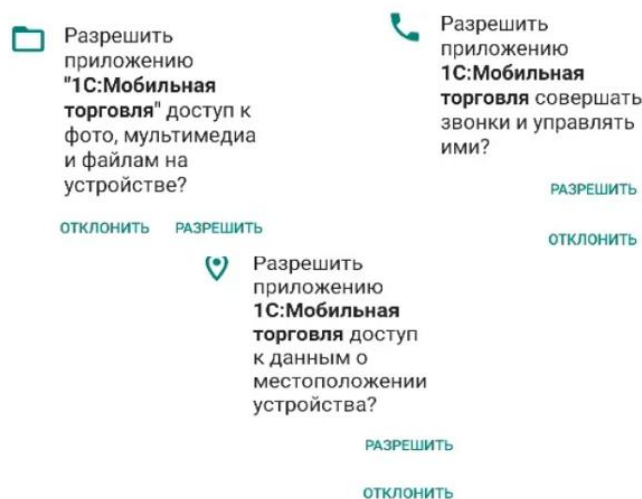 Разрешить
приложению
"1С:Мобильная
торговля" доступ к
фото, мультимедиа
и файлам на
устройстве?
ОТКЛОНИТЬ РАЗРЕШИТЬ
Разрешить
приложению
1С:Мобильная
торговля совершать
звонки и управлять
ими?
РАЗРЕШИТЬ
ОТКЛОНИТЬ
Разрешить
приложению
1С:Мобильная
торговля доступ
к данным о
местоположении
устройства?
РАЗРЕШИТЬ
ОТКЛОНИТЬ